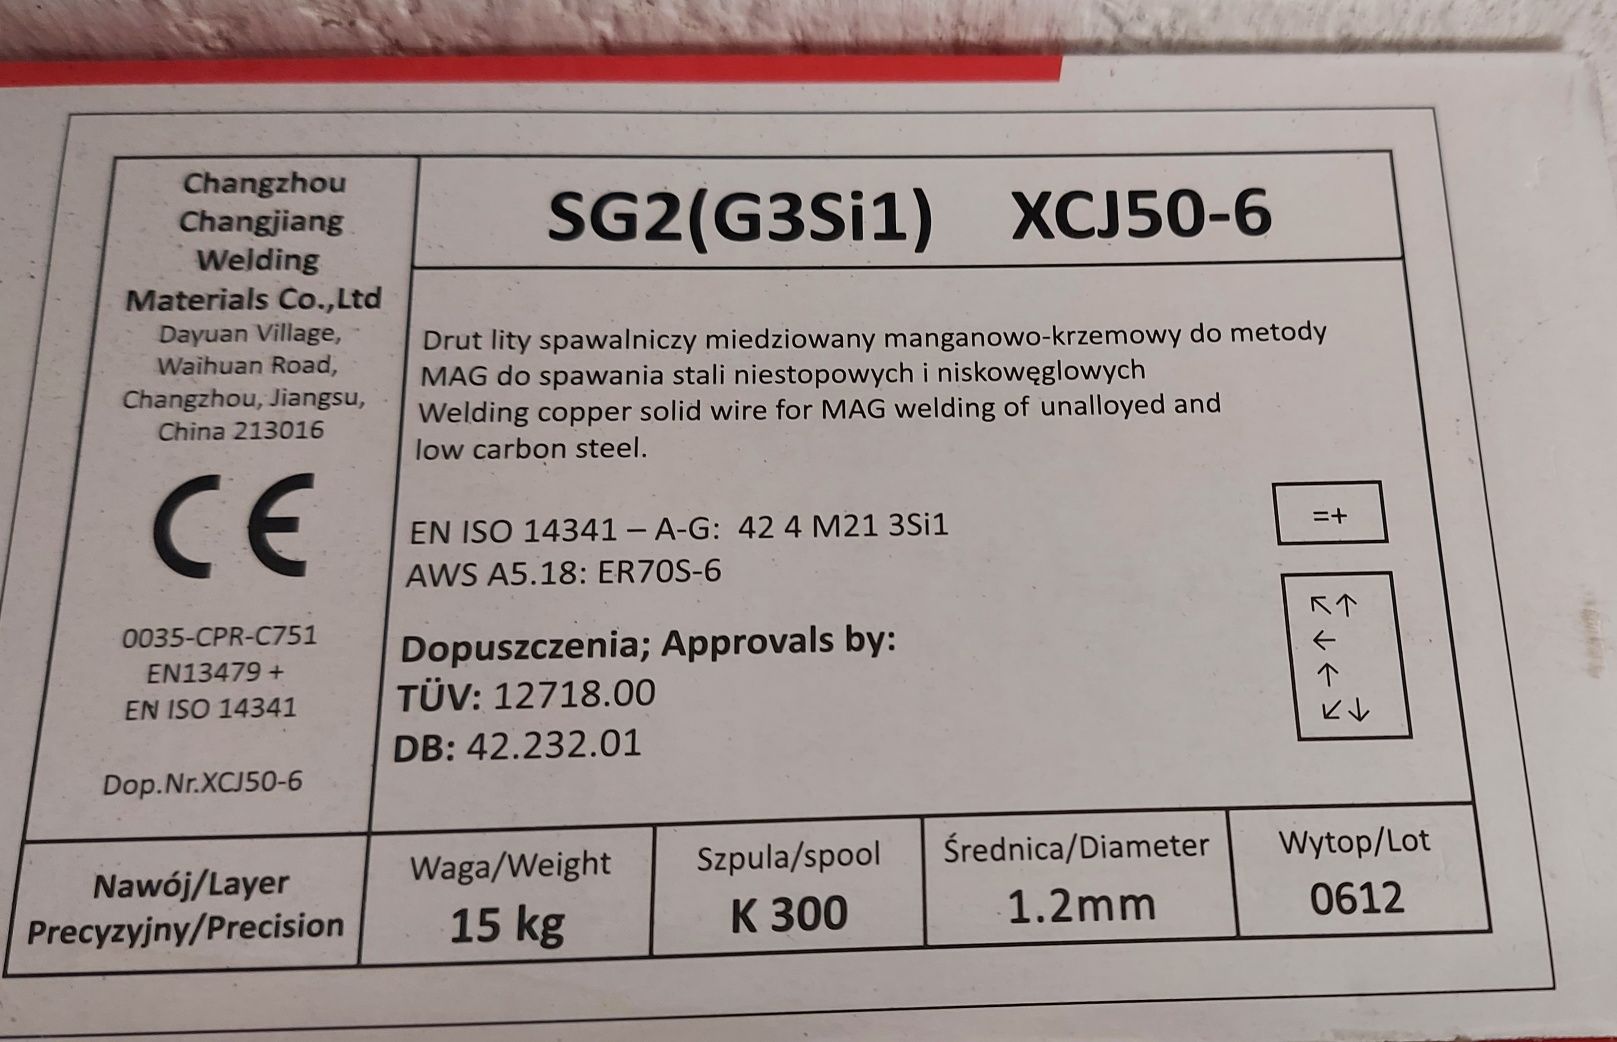 Changzhou
Changjiang
Welding
Materials Co.,Ltd
Dayuan Village,
Waihuan Road,
Changzhou, Jiangsu,
China 213016
CE
0035-CPR-C751
EN13479 +
EN ISO 14341
Dop.Nr.XCJ50-6
SG2(G3Si1) XCJ50-6
Drut lity spawalniczy miedziowany manganowo-krzemowy do metody
MAG do spawania stali niestopowych i niskowęglowych
Welding copper solid wire for MAG welding of unalloyed and
low carbon steel.
EN ISO 14341 – A-G: 42 4 M21 3Si1
AWS A5.18: ER70S-6
Dopuszczenia; Approvals by:
TÜV: 12718.00
DB: 42.232.01
=+
↖↑
←
↑
↙↓
Nawój/Layer
Precyzyjny/Precision
Waga/Weight
15 kg
Szpula/spool
K 300
Średnica/Diameter
1.2mm
Wytop/Lot
0612